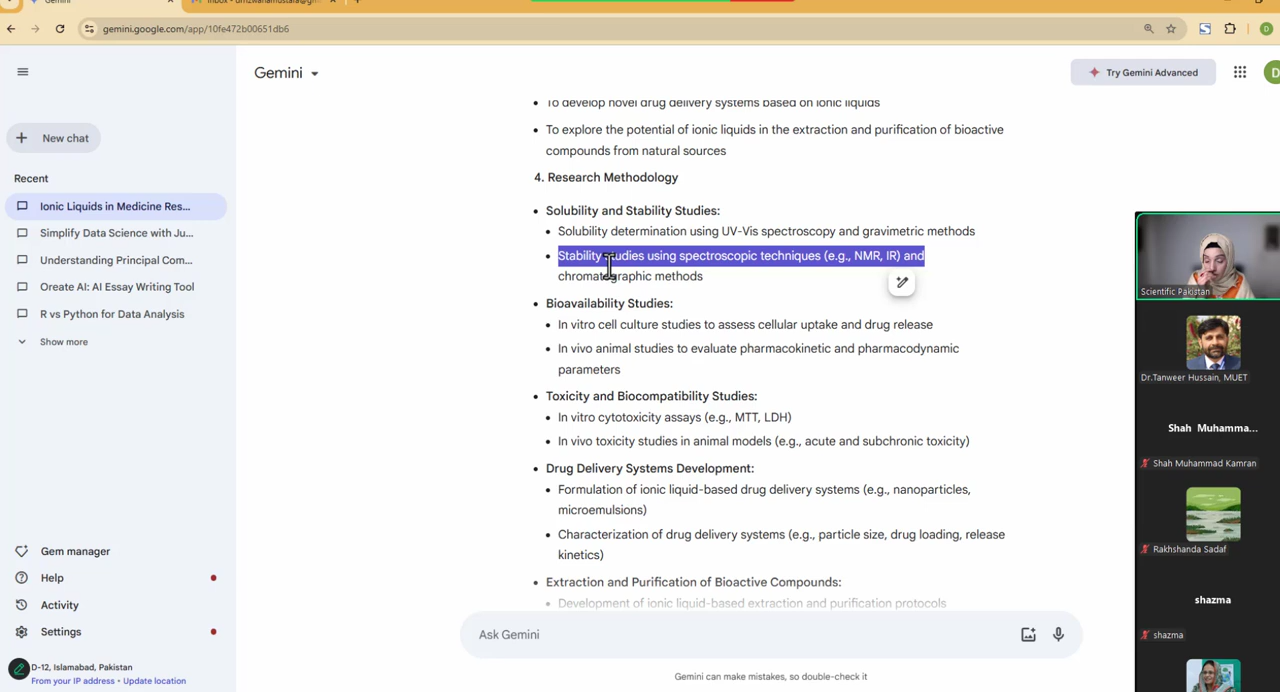 Gemini
Inbox - drrizwanamustafa@gm
gemini.google.com/app/10fe472b00651db6
D
Gemini
Try Gemini Advanced
D
New chat
Recent
Ionic Liquids in Medicine Res...
Simplify Data Science with Ju...
Understanding Principal Com...
Oreate AI: AI Essay Writing Tool
R vs Python for Data Analysis
Show more
Gem manager
Help
Activity
Settings
D-12, Islamabad, Pakistan
From your IP address • Update location
• To develop novel drug delivery systems based on ionic liquids
• To explore the potential of ionic liquids in the extraction and purification of bioactive
compounds from natural sources
4. Research Methodology
• Solubility and Stability Studies:
• Solubility determination using UV-Vis spectroscopy and gravimetric methods
• Stability studies using spectroscopic techniques (e.g., NMR, IR) and
chromatographic methods
• Bioavailability Studies:
• In vitro cell culture studies to assess cellular uptake and drug release
• In vivo animal studies to evaluate pharmacokinetic and pharmacodynamic
parameters
• Toxicity and Biocompatibility Studies:
• In vitro cytotoxicity assays (e.g., MTT, LDH)
• In vivo toxicity studies in animal models (e.g., acute and subchronic toxicity)
• Drug Delivery Systems Development:
• Formulation of ionic liquid-based drug delivery systems (e.g., nanoparticles,
microemulsions)
• Characterization of drug delivery systems (e.g., particle size, drug loading, release
kinetics)
• Extraction and Purification of Bioactive Compounds:
• Development of ionic liquid-based extraction and purification protocols
Ask Gemini
Gemini can make mistakes, so double-check it
Scientific Pakistan
Dr.Tanweer Hussain, MUET
Shah Muhamma...
Shah Muhammad Kamran
Rakhshanda Sadaf
shazma
shazma